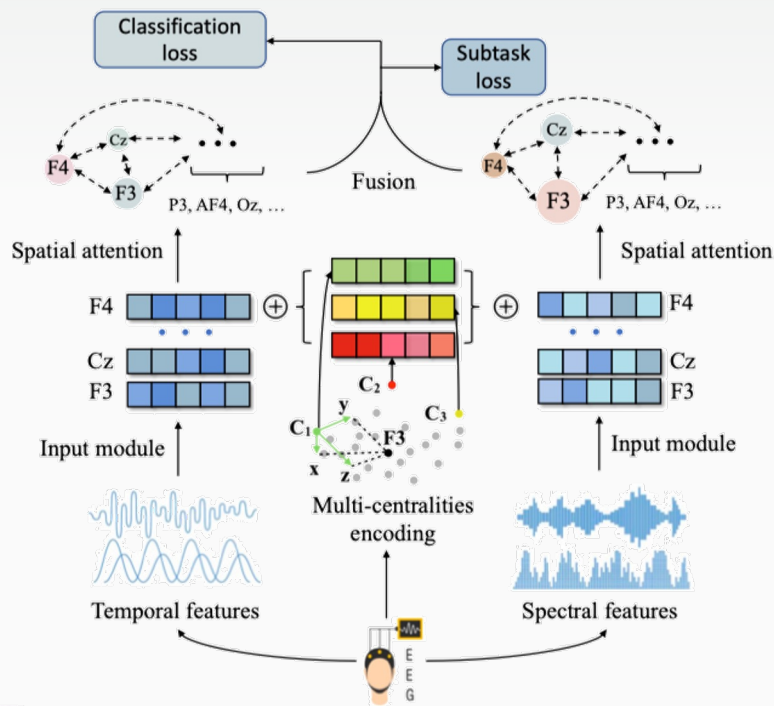 Classification
loss
Subtask
loss
Cz
F4
F3
P3, AF4, Oz, ...
Fusion
Cz
F4
F3
P3, AF4, Oz, ...
Spatial attention
Spatial attention
F4
Cz
F3
F4
Cz
F3
C2
C1
C3
y
x
z
F3
Input module
Input module
Multi-centralities
encoding
Temporal features
Spectral features
E
E
G